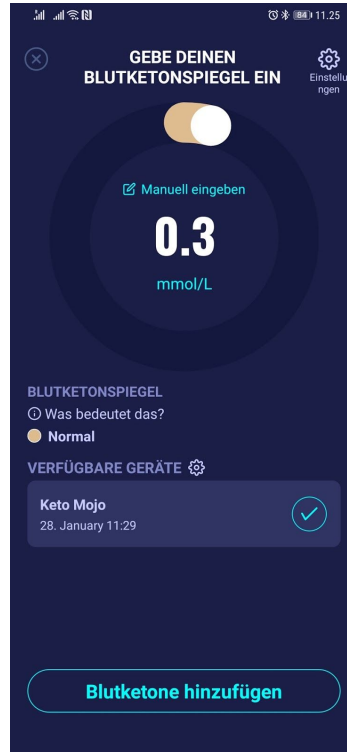 84 11.25
GEBE DEINEN
BLUTKETONSPIEGEL EIN
Einstellu
ngen
Manuell eingeben
0.3
mmol/L
BLUTKETONSPIEGEL
Was bedeutet das?
Normal
VERFÜGBARE GERÄTE
Keto Mojo
28. January 11:29
Blutketone hinzufügen